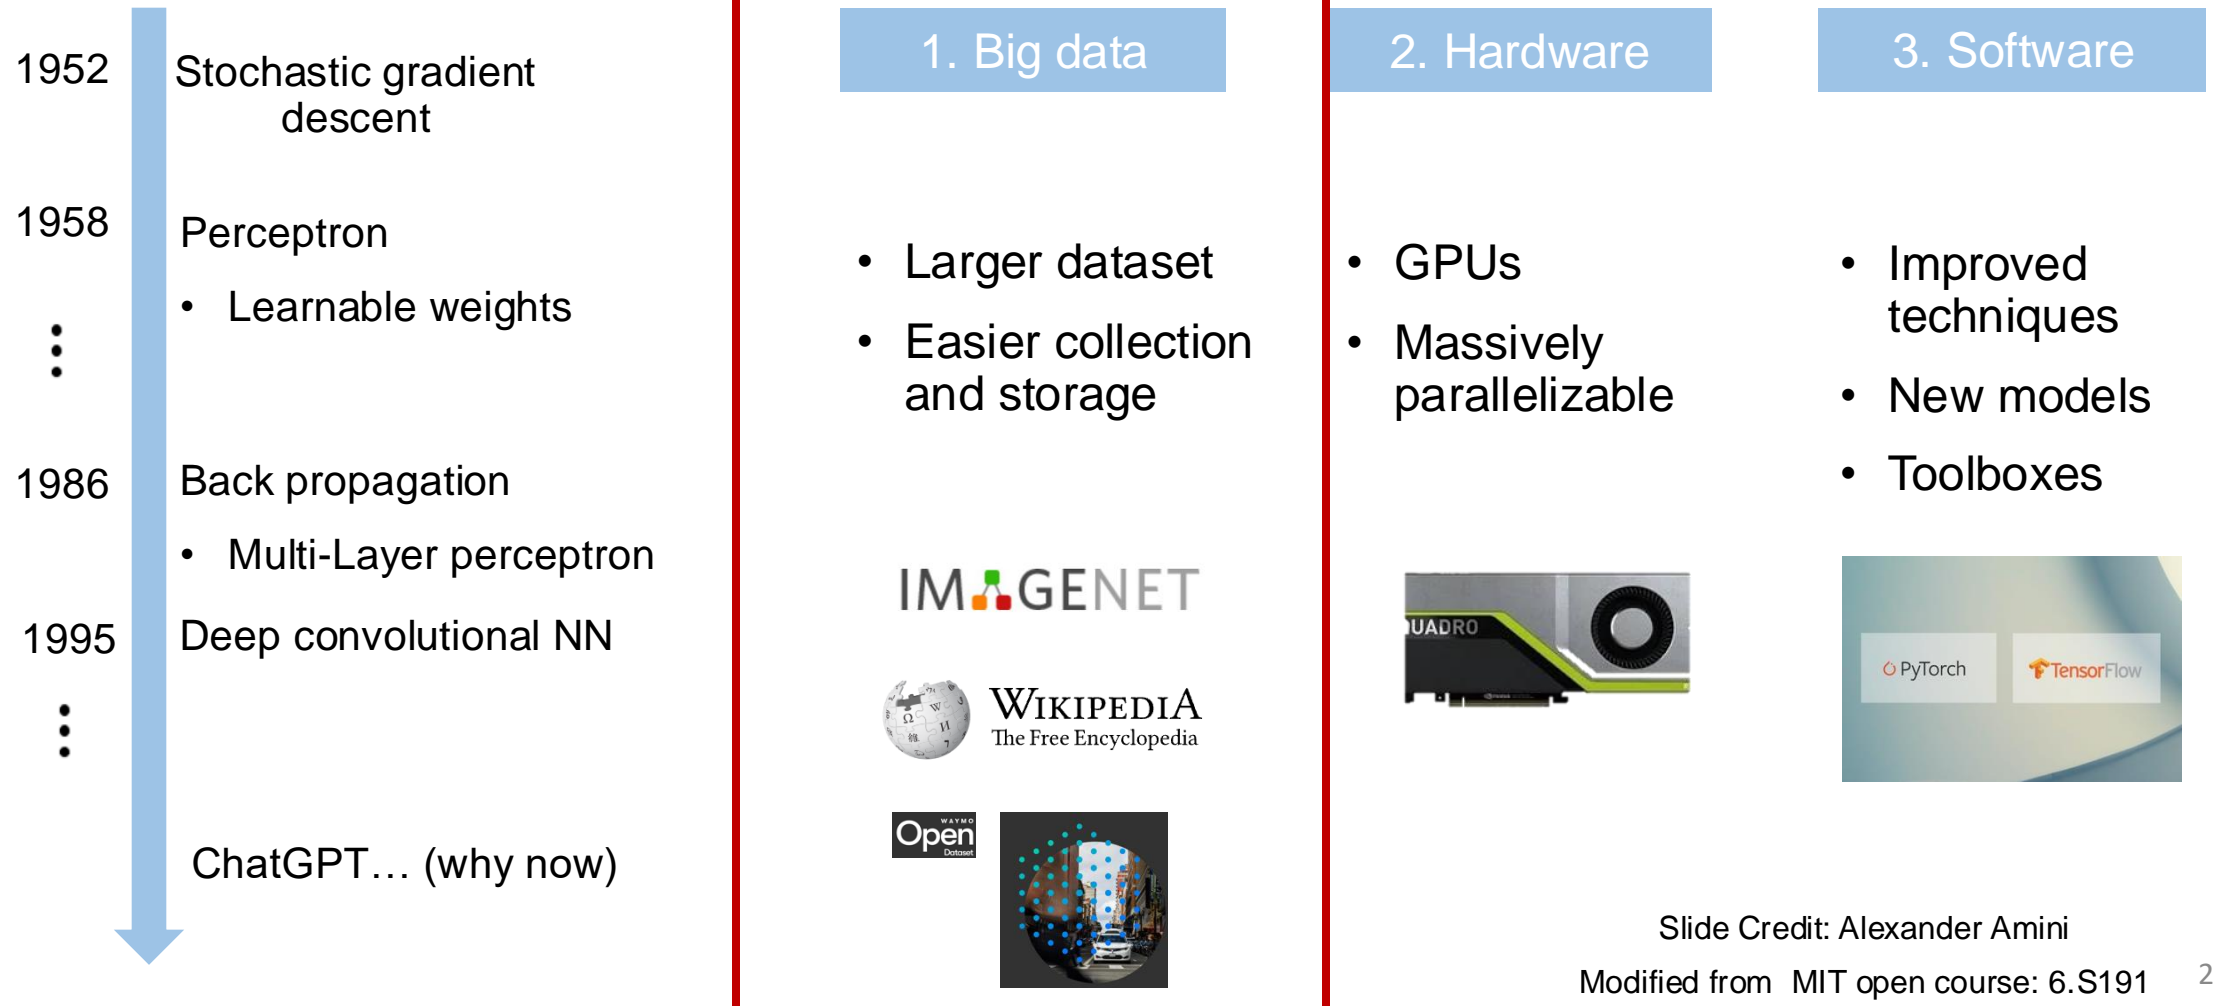 1952
Stochastic gradient
descent
1958
Perceptron
• Learnable weights
1986
Back propagation
• Multi-Layer perceptron
1995
Deep convolutional NN
ChatGPT… (why now)
1. Big data
• Larger dataset
• Easier collection
and storage
IMAGENET
WIKIPEDIA
The Free Encyclopedia
WAYMO
Open
Dataset
2. Hardware
• GPUs
• Massively
parallelizable
UADRO
3. Software
• Improved
techniques
• New models
• Toolboxes
PyTorch
TensorFlow
Slide Credit: Alexander Amini
Modified from MIT open course: 6.S191
2